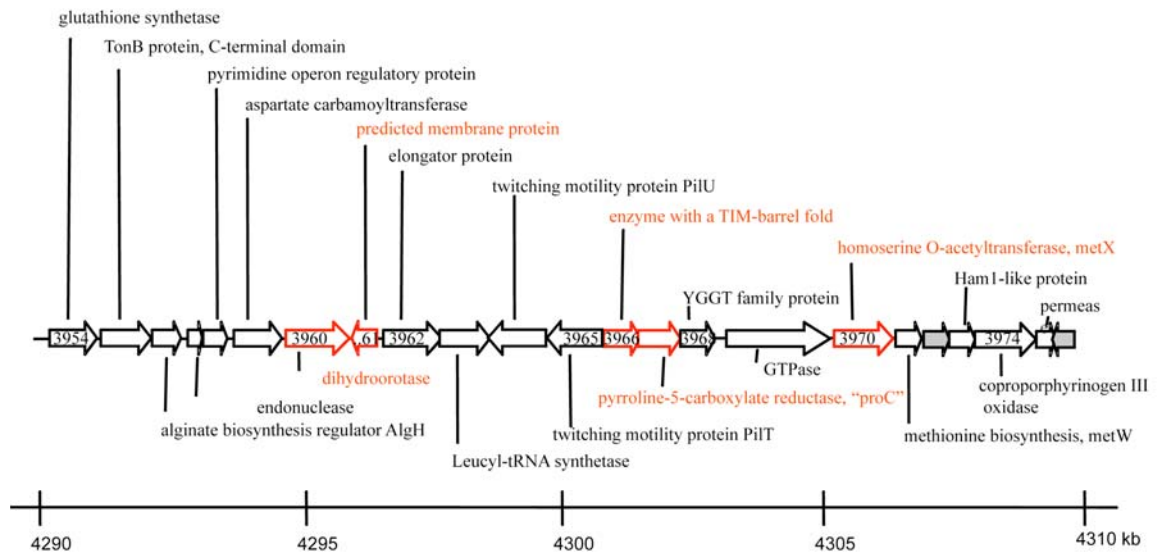 glutathione synthetase
TonB protein, C-terminal domain
pyrimidine operon regulatory protein
aspartate carbamoyltransferase
predicted membrane protein
elongator protein
twitching motility protein PilU
enzyme with a TIM-barrel fold
homoserine O-acetyltransferase, metX
Ham1-like protein
YGGT family protein
permeas
3954
3960
.6
3962
3965
3966
3968
3970
3974
GTPase
dihydroorotase
coproporphyrinogen III
oxidase
pyrroline-5-carboxylate reductase, “proC”
endonuclease
alginate biosynthesis regulator AlgH
twitching motility protein PilT
methionine biosynthesis, metW
Leucyl-tRNA synthetase
4290
4295
4300
4305
4310 kb